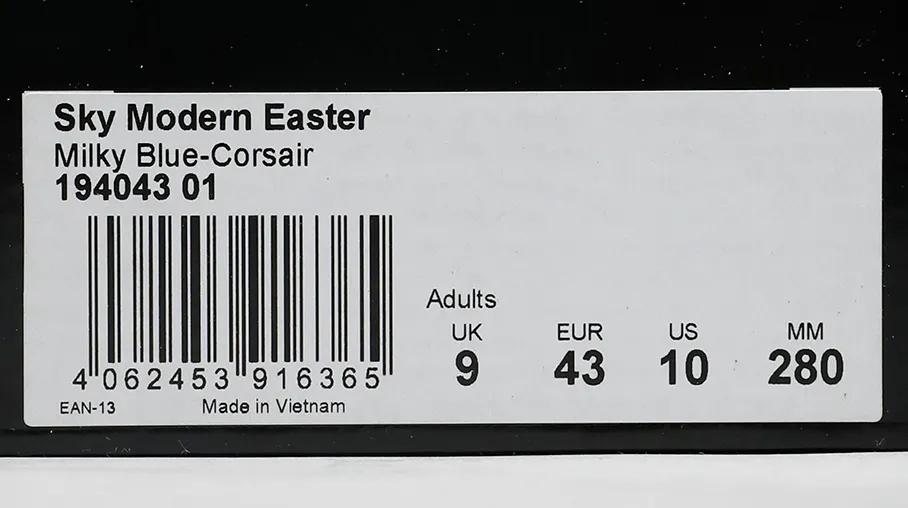 Sky Modern Easter
Milky Blue-Corsair
194043 01
4 062453 916365
EAN-13 Made in Vietnam
Adults
UK EUR US MM
9 43 10 280